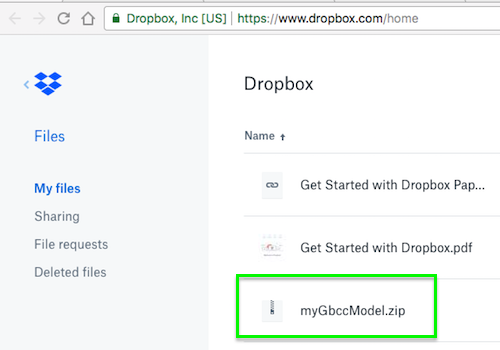 Dropbox, Inc [US] | https://www.dropbox.com/home
Dropbox
Files
Name ↑
My files
Get Started with Dropbox Pap...
Sharing
File requests
Get Started with Dropbox.pdf
Deleted files
myGbccModel.zip